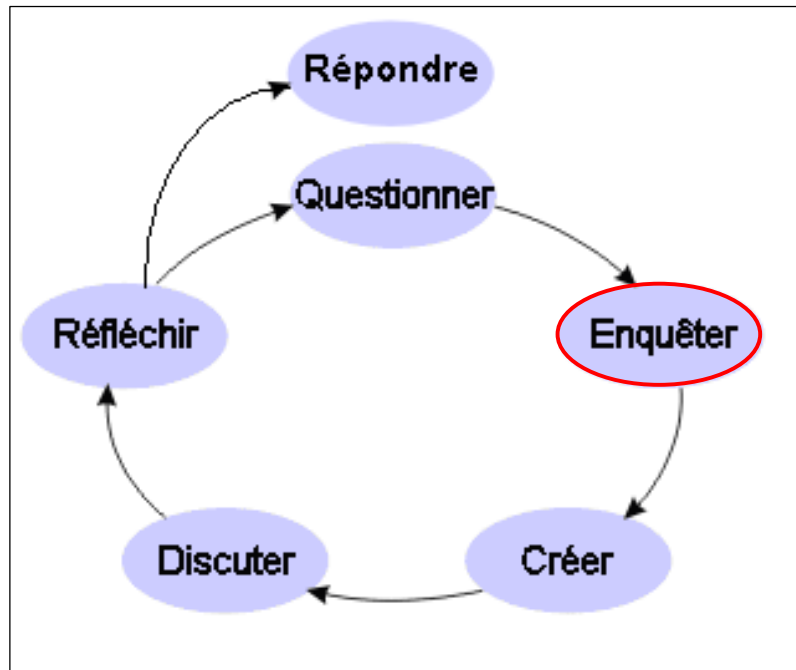 Répondre
Questionner
Enquêter
Réfléchir
Discuter
Créer